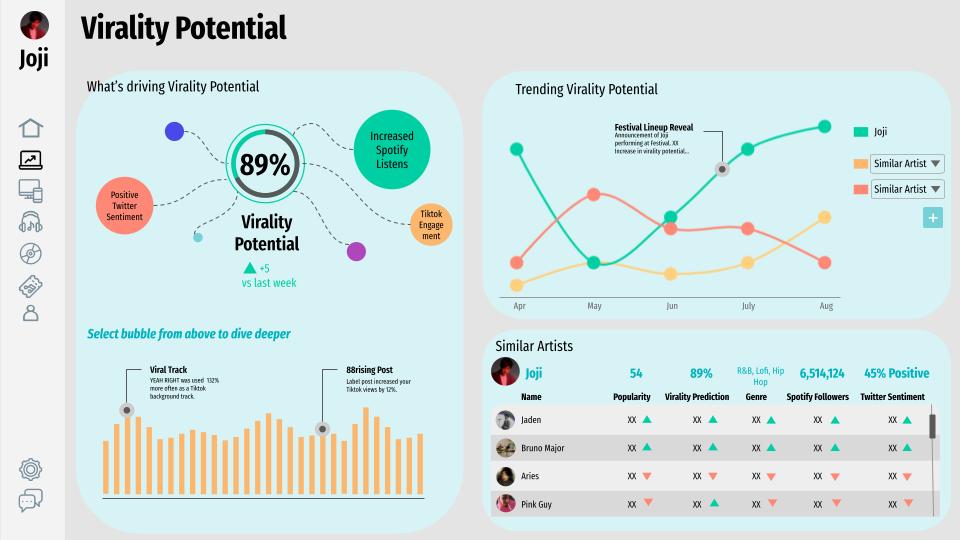 Joji
Virality Potential
What's driving Virality Potential
Increased
Spotify
Listens
89%
Positive
Twitter
Sentiment
Tiktok
Engage
ment
Virality
Potential
+5
vs last week
Select bubble from above to dive deeper
Viral Track
YEAH RIGHT was used 132%
more often as a Tiktok
background track.
88rising Post
Label post increased your
Tiktok views by 12%.
Trending Virality Potential
Festival Lineup Reveal
Announcement of Joji
performing at Festival. XX
Increase in virality potential...
Joji
Similar Artist
Similar Artist
+
Apr May Jun July Aug
Similar Artists
Joji 54 89% R&B, Lofi, Hip
Hop 6,514,124 45% Positive
Name Popularity Virality Prediction Genre Spotify Followers Twitter Sentiment
Jaden XX XX XX XX XX
Bruno Major XX XX XX XX XX
Aries XX XX XX XX XX
Pink Guy XX XX XX XX XX